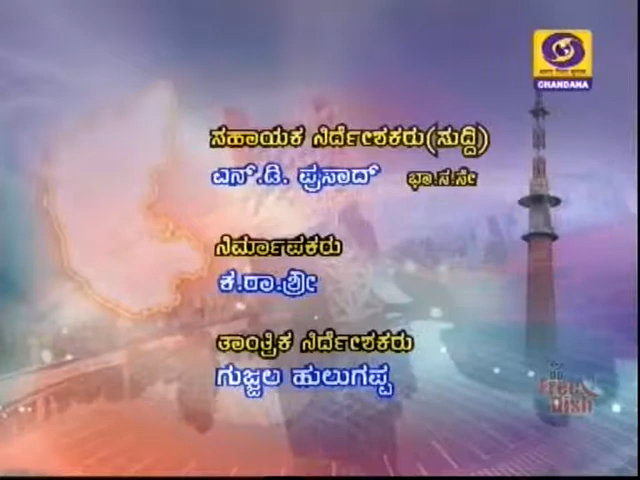 CHANDANA
ಸಹಾಯಕ ನಿರ್ದೇಶಕರು(ಸುದ್ದಿ)
ಎನ್.ಡಿ. ಪ್ರಸಾದ್ ಭಾ.ಸ.ಸೇ
ನಿರ್ಮಾಪಕರು
ಕ.ರಾ.ಶ್ರೀ
ತಾಂತ್ರಿಕ ನಿರ್ದೇಶಕರು
ಗುಜ್ಜಲ ಹುಲುಗಪ್ಪ
Free
Dish